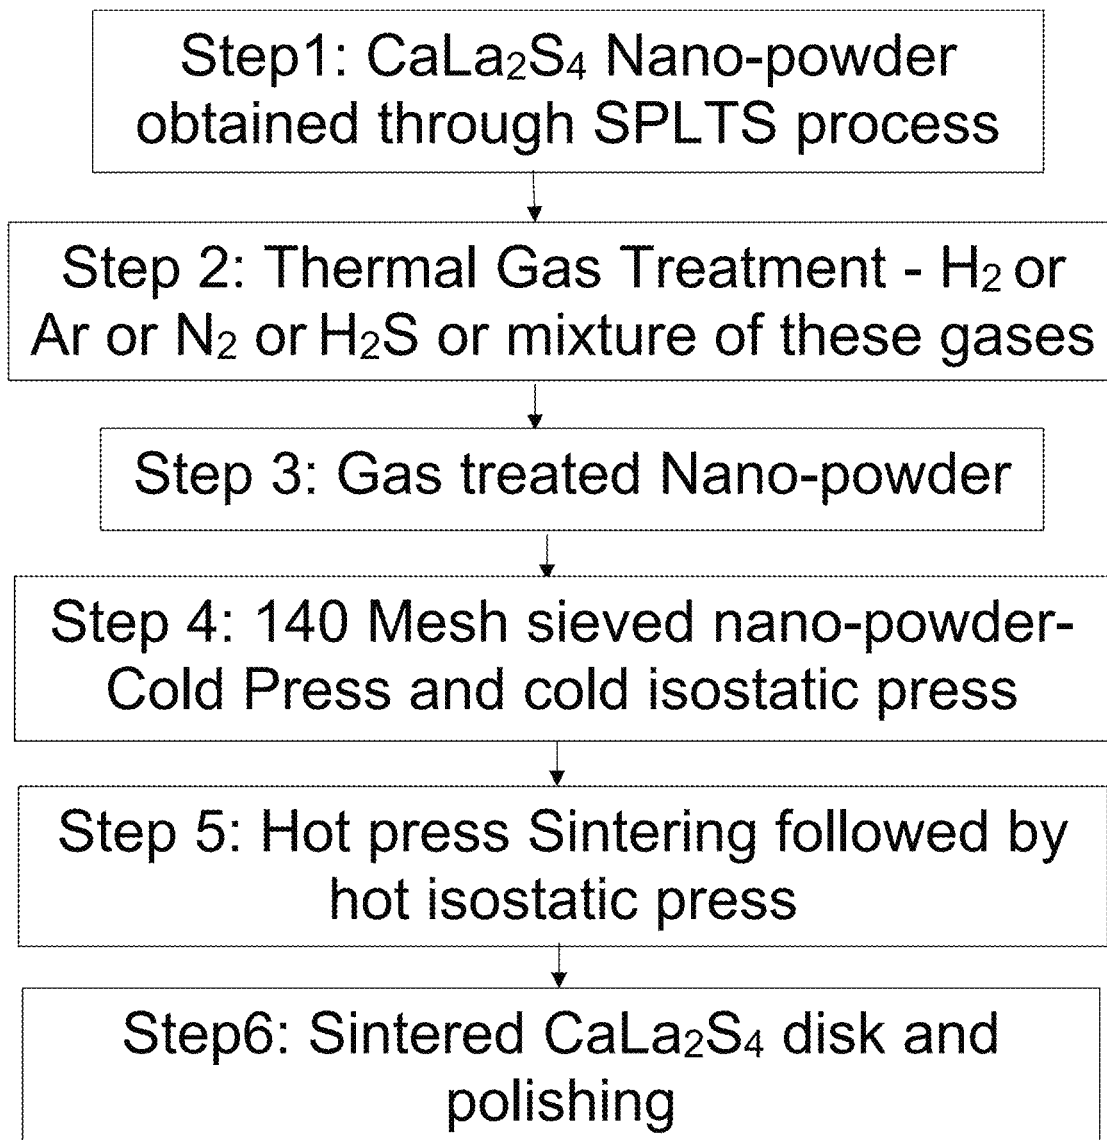 Step1: CaLa₂S₄ Nano-powder
obtained through SPLTS process
Step 2: Thermal Gas Treatment - H₂ or
Ar or N₂ or H₂S or mixture of these gases
Step 3: Gas treated Nano-powder
Step 4: 140 Mesh sieved nano-powder-
Cold Press and cold isostatic press
Step 5: Hot press Sintering followed by
hot isostatic press
Step6: Sintered CaLa₂S₄ disk and
polishing